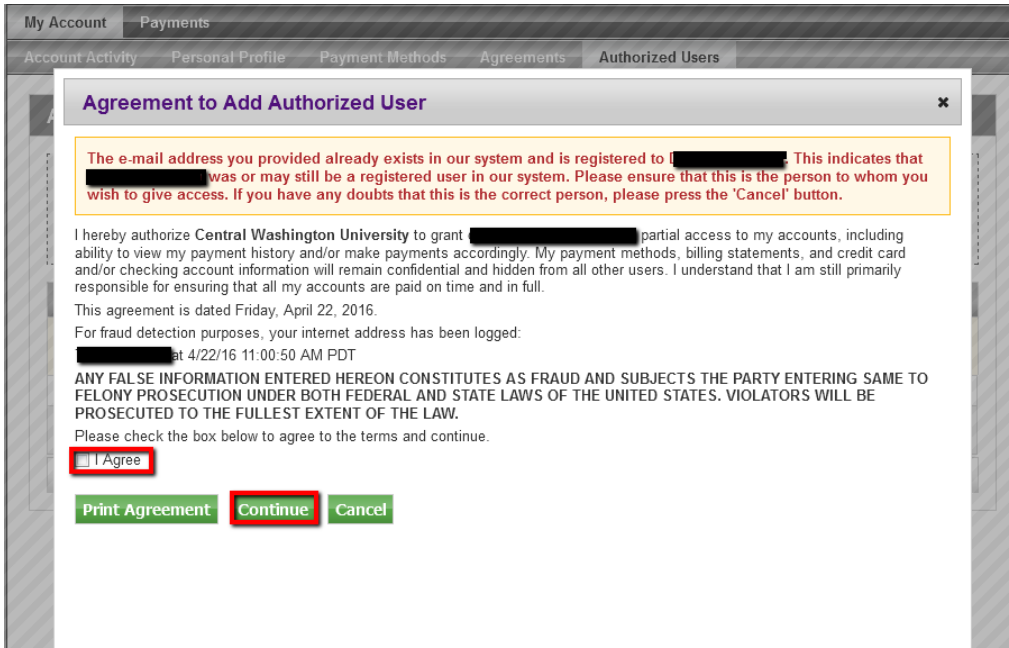 My Account Payments
Account Activity Personal Profile Payment Methods Agreements Authorized Users
Agreement to Add Authorized User
The e-mail address you provided already exists in our system and is registered to . This indicates that
was or may still be a registered user in our system. Please ensure that this is the person to whom you
wish to give access. If you have any doubts that this is the correct person, please press the 'Cancel' button.
I hereby authorize Central Washington University to grant partial access to my accounts, including
ability to view my payment history and/or make payments accordingly. My payment methods, billing statements, and credit card
and/or checking account information will remain confidential and hidden from all other users. I understand that I am still primarily
responsible for ensuring that all my accounts are paid on time and in full.
This agreement is dated Friday, April 22, 2016.
For fraud detection purposes, your internet address has been logged:
at 4/22/16 11:00:50 AM PDT
ANY FALSE INFORMATION ENTERED HEREON CONSTITUTES AS FRAUD AND SUBJECTS THE PARTY ENTERING SAME TO
FELONY PROSECUTION UNDER BOTH FEDERAL AND STATE LAWS OF THE UNITED STATES. VIOLATORS WILL BE
PROSECUTED TO THE FULLEST EXTENT OF THE LAW.
Please check the box below to agree to the terms and continue.
I Agree
Print Agreement Continue Cancel